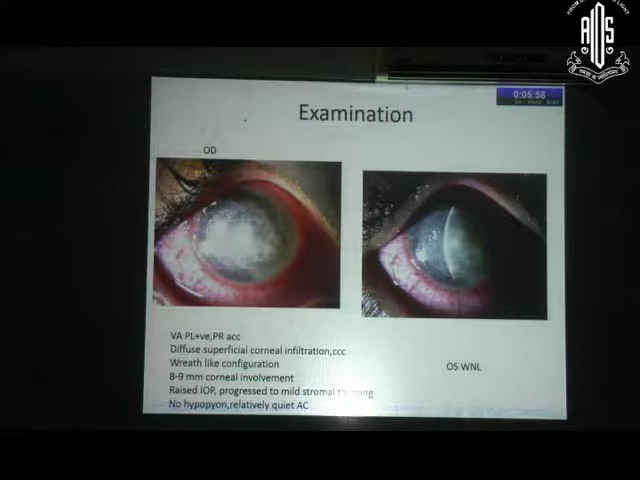 AIOS
0:05:58
Examination
OD
VA PL+ve,PR acc
Diffuse superficial corneal infiltration,ccc
Wreath like configuration
8-9 mm corneal involvement
Raised IOP, progressed to mild stromal thinning
No hypopyon,relatively quiet AC
OS WNL